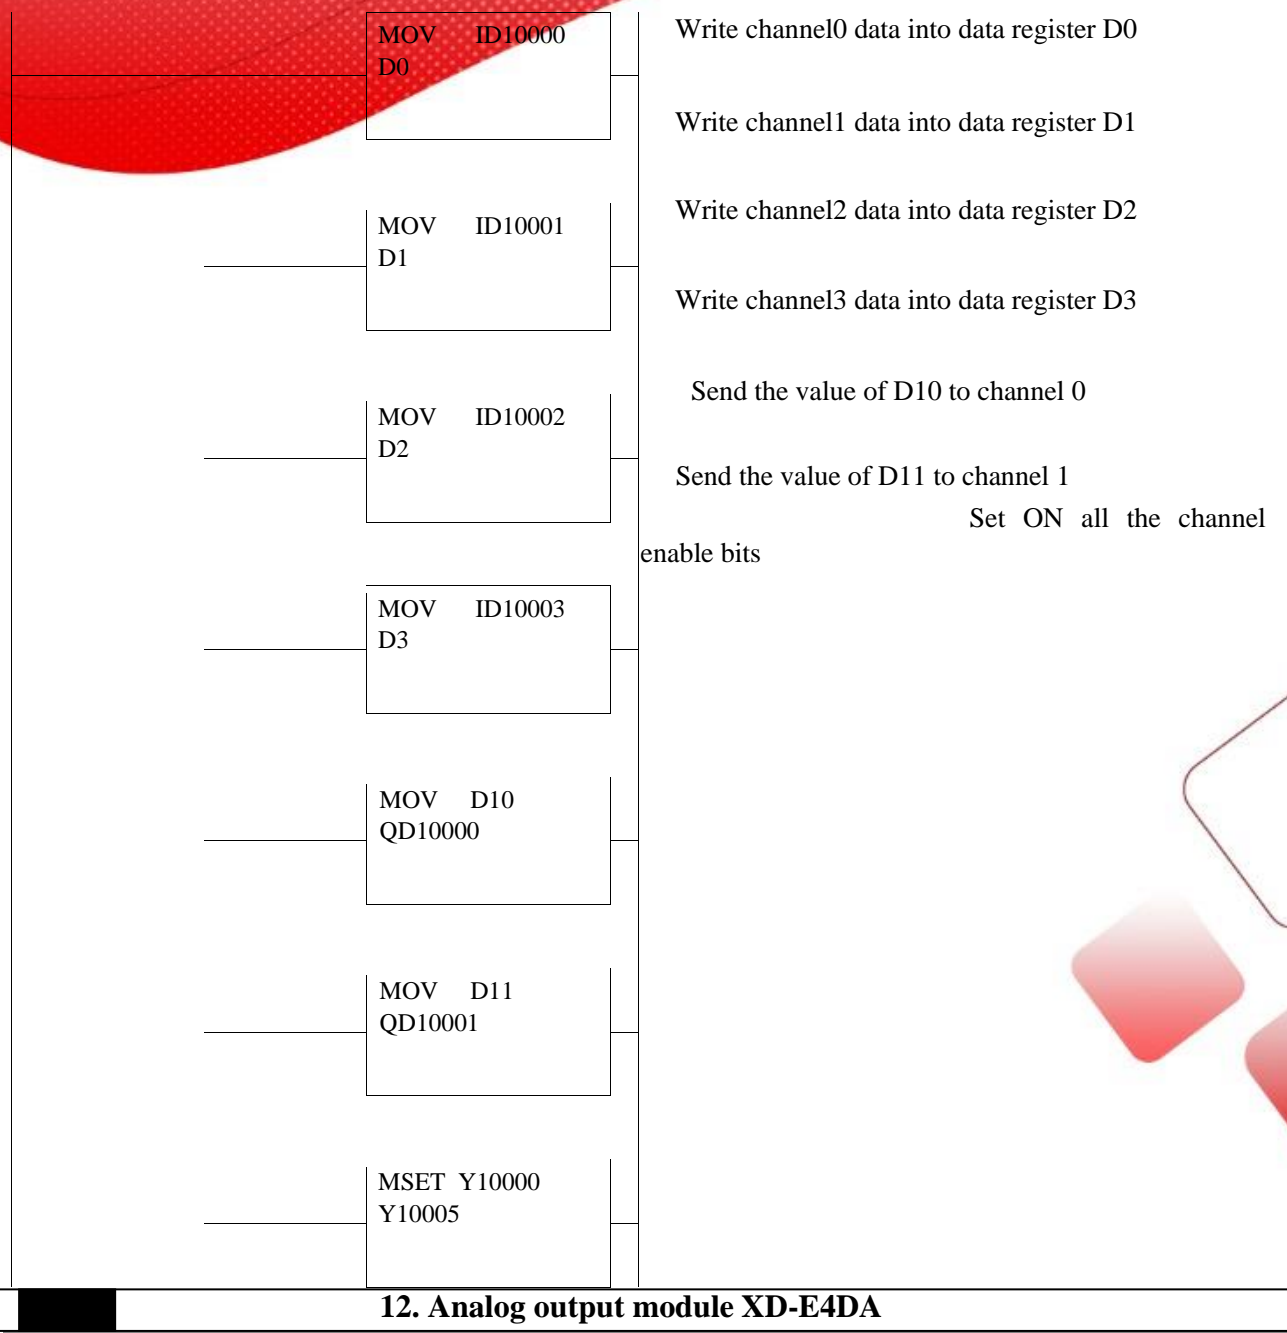 MOV ID10000
D0
Write channel0 data into data register D0
Write channel1 data into data register D1
MOV ID10001
D1
Write channel2 data into data register D2
Write channel3 data into data register D3
MOV ID10002
D2
Send the value of D10 to channel 0
Send the value of D11 to channel 1
Set ON all the channel
enable bits
MOV ID10003
D3
MOV D10
QD10000
MOV D11
QD10001
MSET Y10000
Y10005
12. Analog output module XD-E4DA